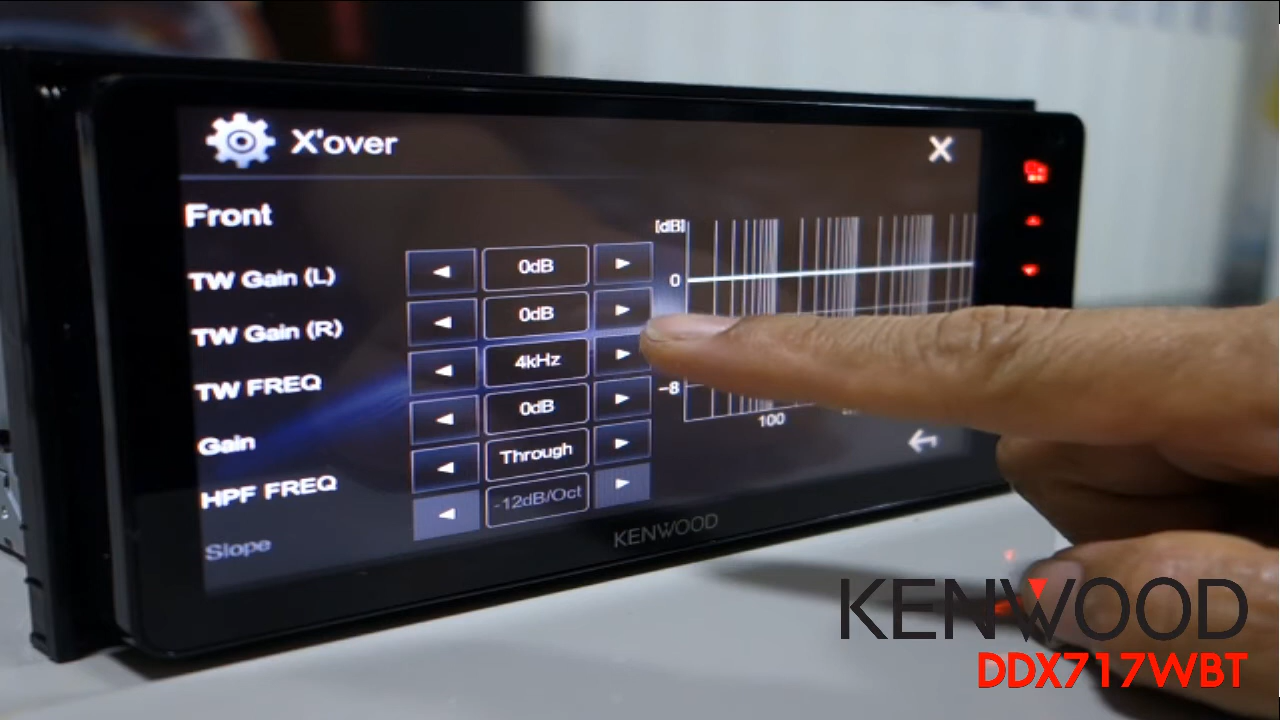 X'over
Front
[dB]
TW Gain (L)
0dB
0
TW Gain (R)
0dB
TW FREQ
4kHz
-8
Gain
0dB
100
HPF FREQ
Through
Slope
-12dB/Oct
KENWOOD
KENWOOD
DDX717WBT